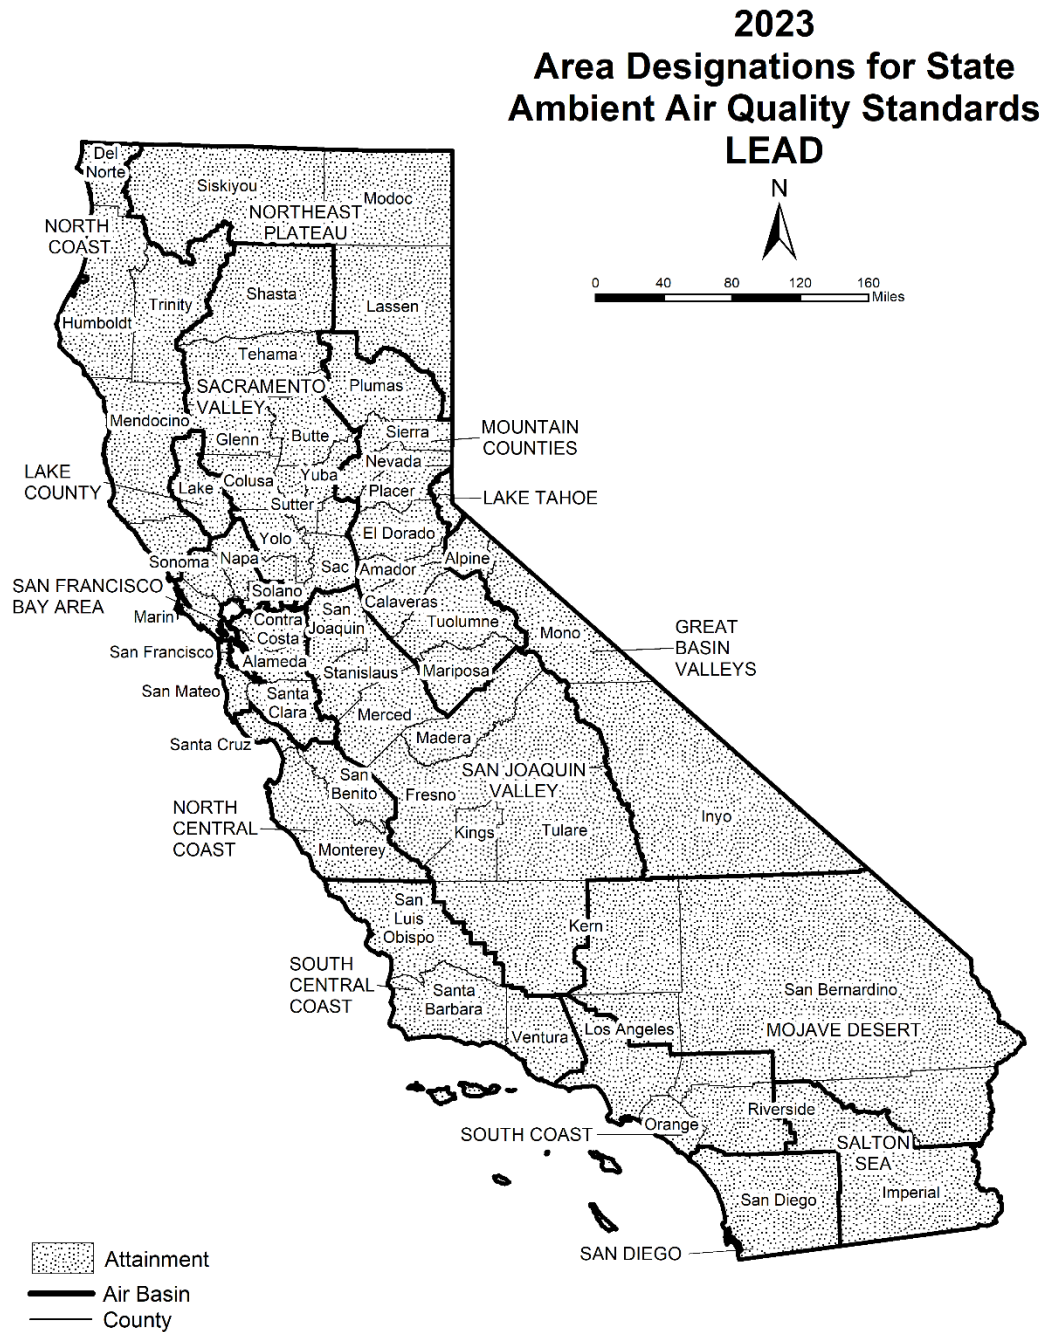 2023
Area Designations for State
Ambient Air Quality Standards
LEAD
N
0 40 80 120 160
Miles
Del
Norte
Siskiyou
Modoc
NORTHEAST
PLATEAU
NORTH
COAST
Shasta
Trinity
Lassen
Humboldt
Tehama
SACRAMENTO
VALLEY
Plumas
Mendocino
Glenn
Butte
Sierra
MOUNTAIN
COUNTIES
Nevada
LAKE
COUNTY
Lake
Colusa
Yuba
Placer
LAKE TAHOE
Sutter
El Dorado
Yolo
Sonoma
Napa
Sac
Amador
Alpine
SAN FRANCISCO
BAY AREA
Solano
Marin
Contra
Costa
San
Joaquin
Calaveras
Tuolumne
Mono
GREAT
BASIN
VALLEYS
San Francisco
Alameda
Stanislaus
Mariposa
San Mateo
Santa
Clara
Merced
Santa Cruz
Madera
San
Benito
Fresno
SAN JOAQUIN
VALLEY
NORTH
CENTRAL
COAST
Monterey
Kings
Tulare
Inyo
San
Luis
Obispo
Kern
SOUTH
CENTRAL
COAST
Santa
Barbara
San Bernardino
Ventura
Los Angeles
MOJAVE DESERT
Riverside
Orange
SOUTH COAST
SALTON
SEA
San Diego
Imperial
SAN DIEGO
Attainment
Air Basin
County